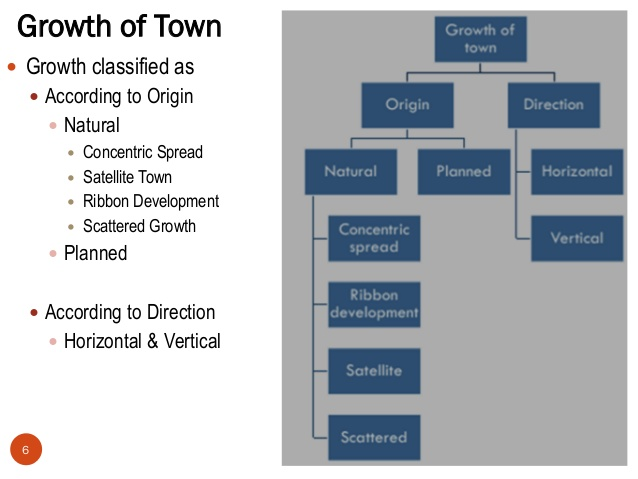 Growth of Town
Growth classified as
According to Origin
Natural
Concentric Spread
Satellite Town
Ribbon Development
Scattered Growth
Planned
According to Direction
Horizontal & Vertical
6
Growth of
town
Origin
Direction
Natural
Planned
Horizontal
Concentric
spread
Vertical
Ribbon
development
Satellite
Scattered